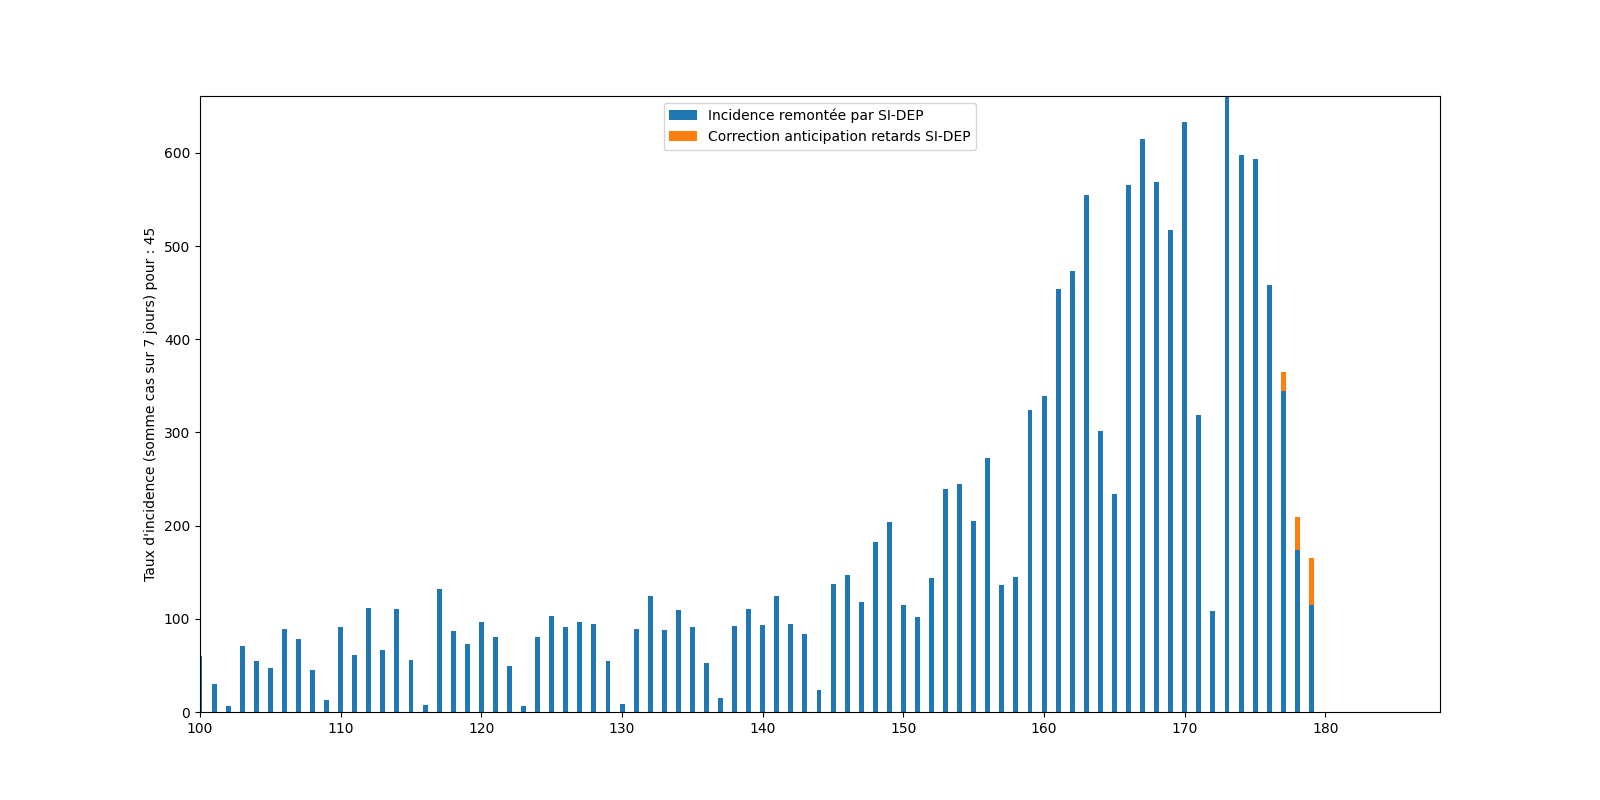 Incidence remontée par SI-DEP
Correction anticipation retards SI-DEP
Taux d'incidence (somme cas sur 7 jours) pour : 45
600
500
400
300
200
100
0
100 110 120 130 140 150 160 170 180